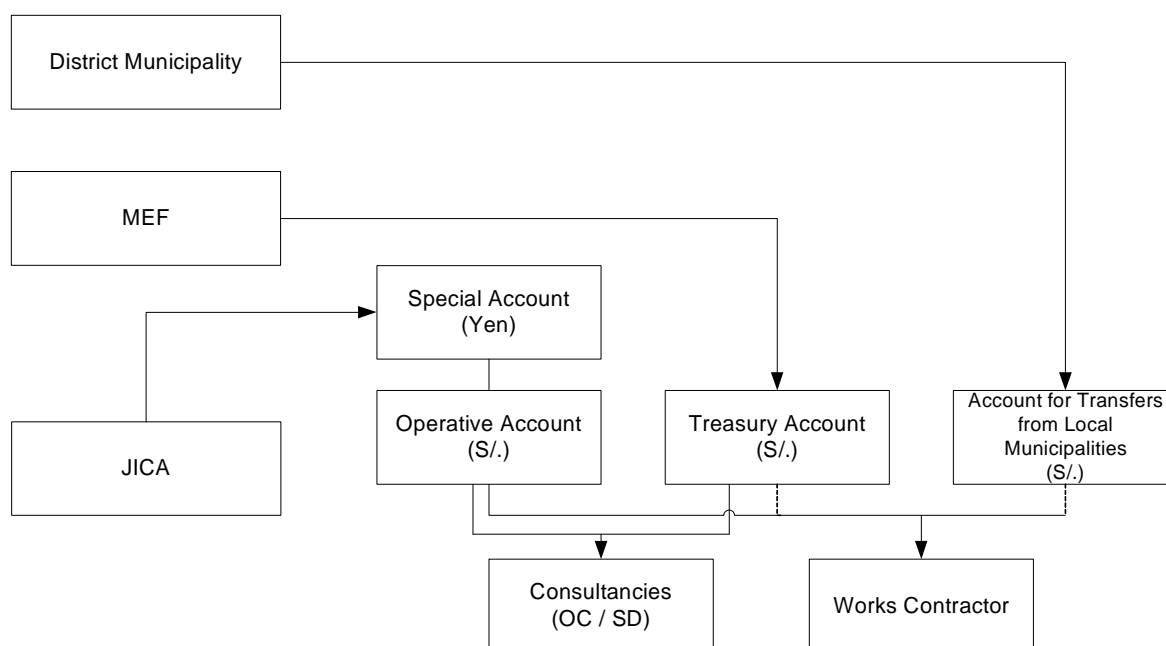 District Municipality
MEF
Special Account
(Yen)
JICA
Operative Account
(S/.)
Treasury Account
(S/.)
Account for Transfers
from Local
Municipalities
(S/.)
Consultancies
(OC / SD)
Works Contractor